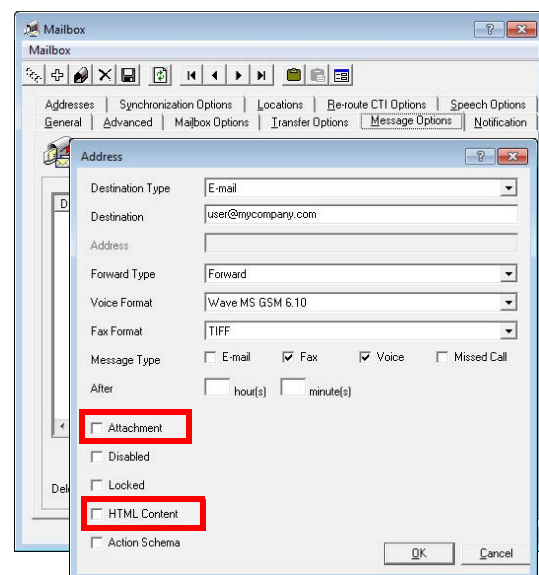 Mailbox
Mailbox
Addresses Synchronization Options Locations Re-route CTI Options Speech Options
General Advanced Mailbox Options Transfer Options Message Options Notification
Address
Destination Type E-mail
Destination user@mycompany.com
Address
Forward Type Forward
Voice Format Wave MS GSM 6.10
Fax Format TIFF
Message Type E-mail Fax Voice Missed Call
After hour(s) minute(s)
Attachment
Disabled
Locked
HTML Content
Action Schema
OK Cancel